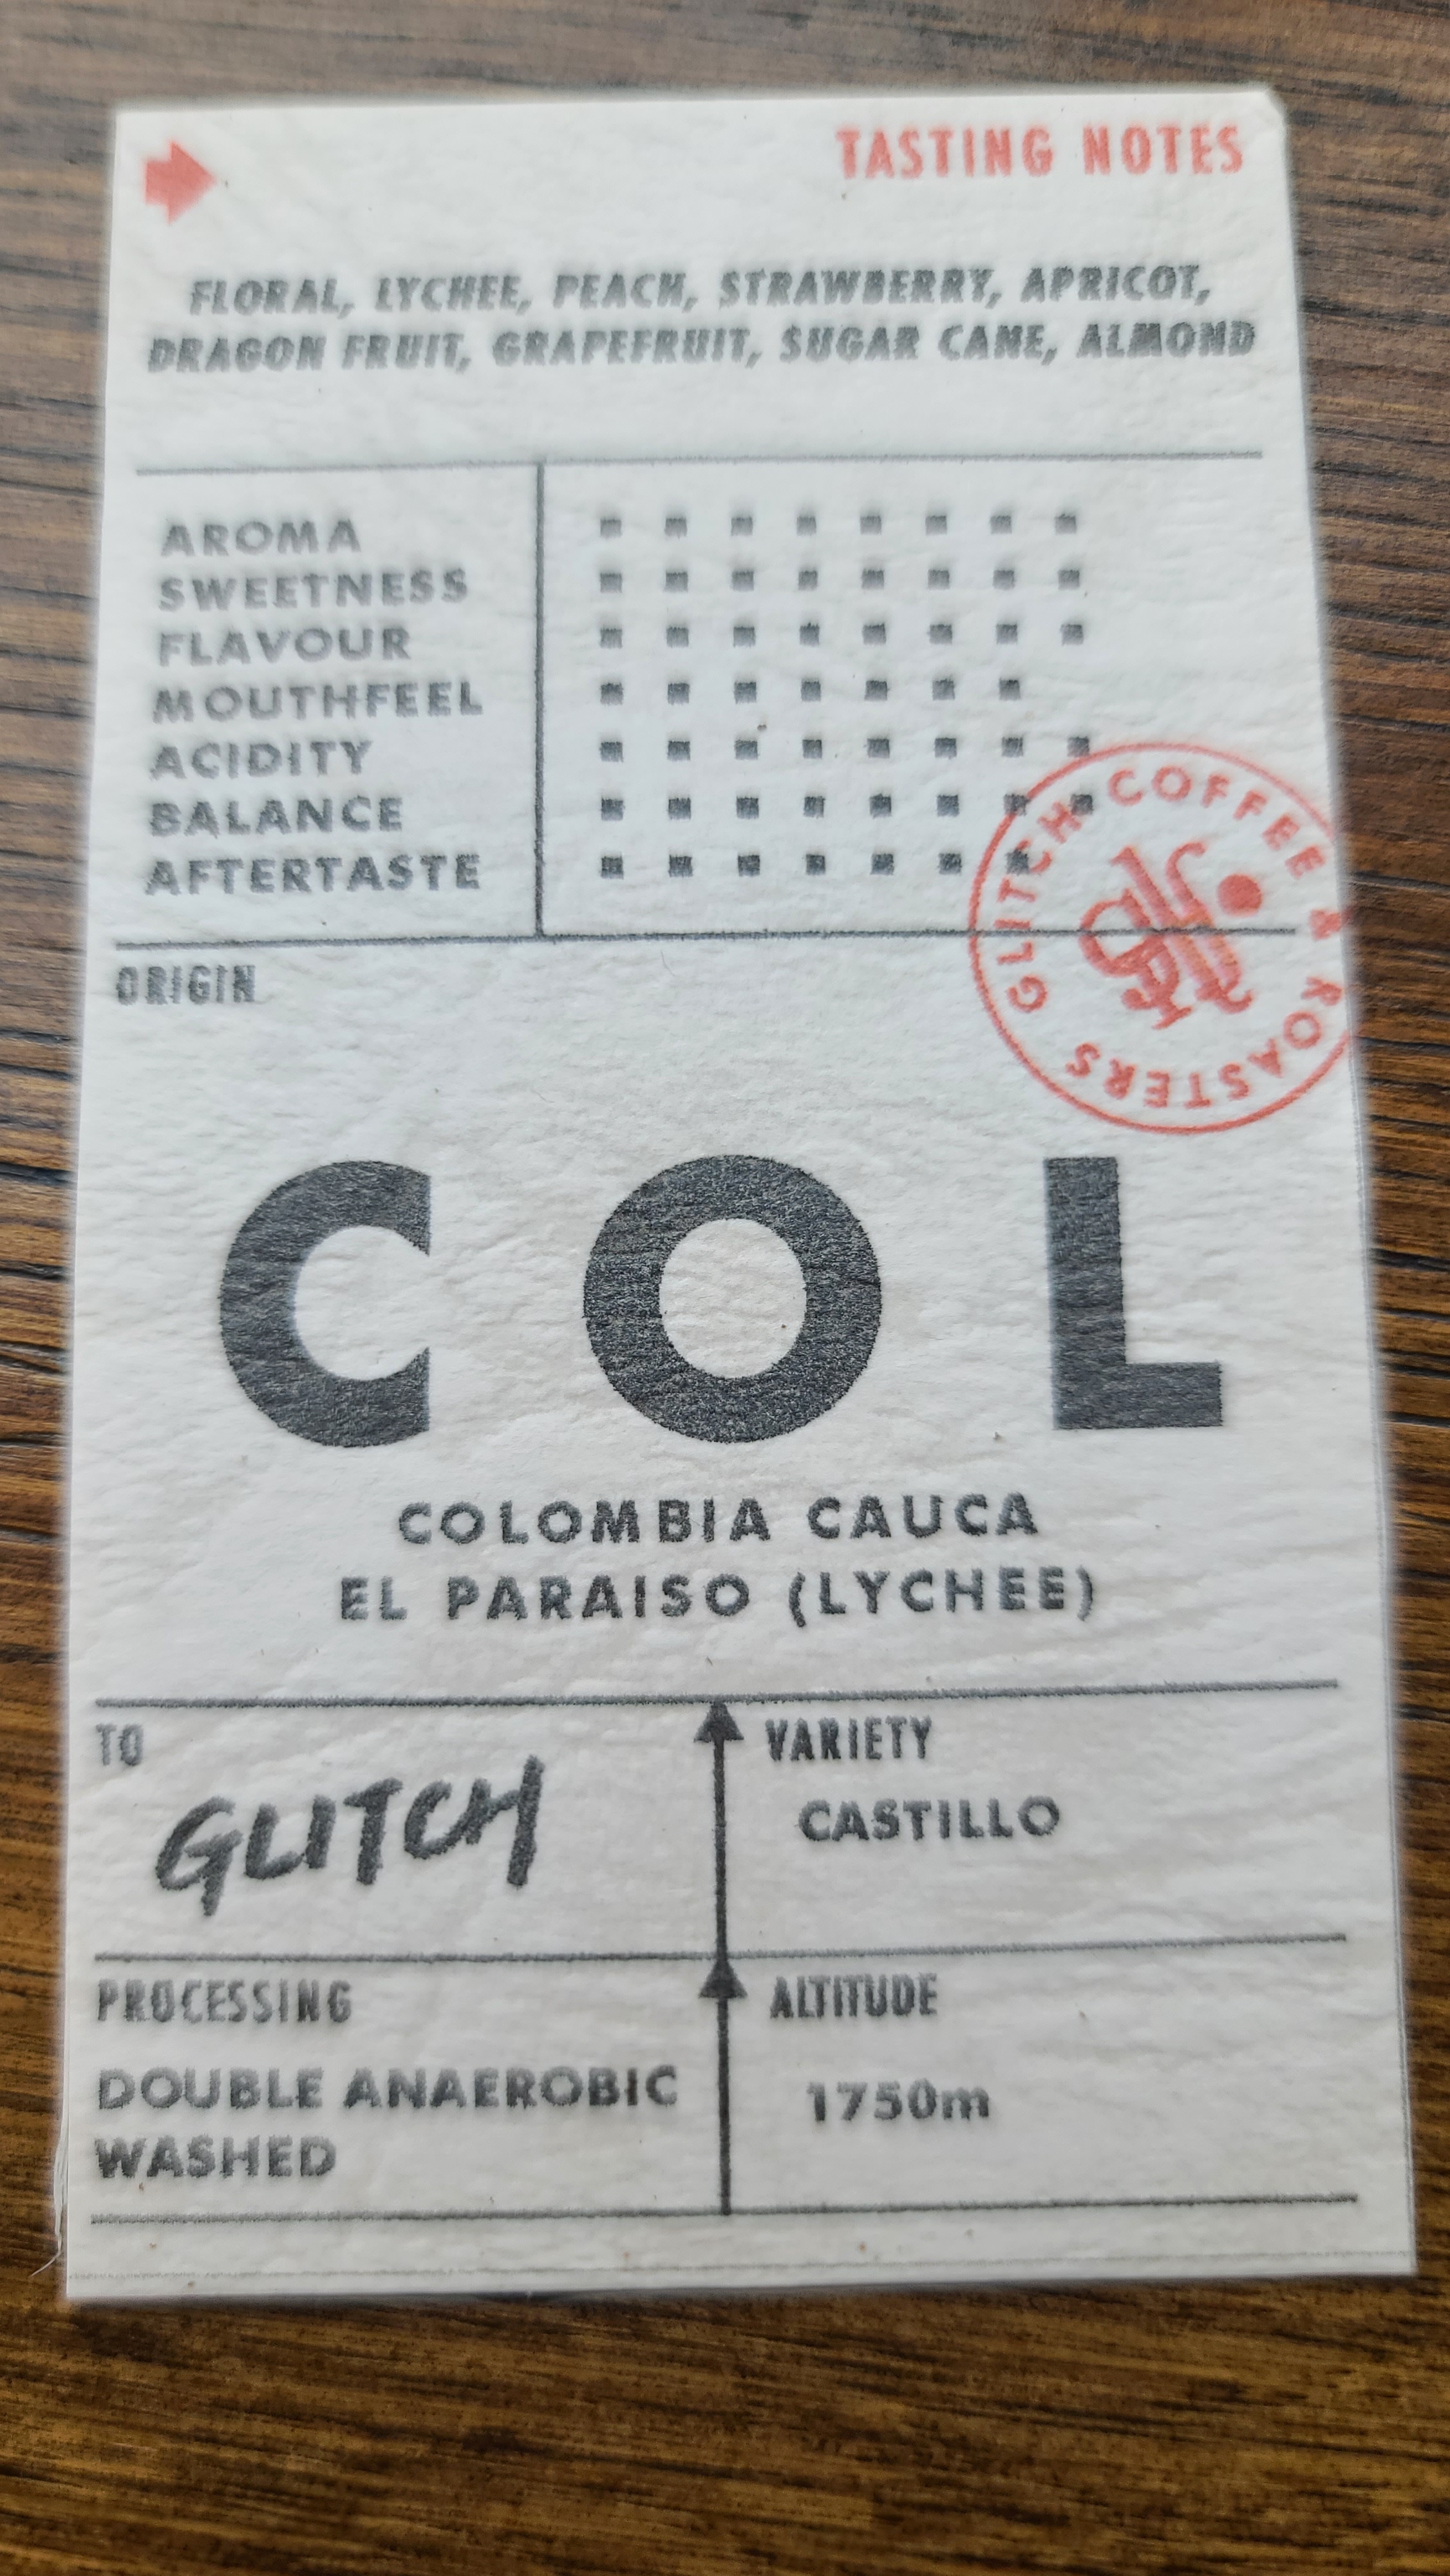 TASTING NOTES
FLORAL, LYCHEE, PEACH, STRAWBERRY, APRICOT,
DRAGON FRUIT, GRAPEFRUIT, SUGAR CANE, ALMOND
AROMA
SWEETNESS
FLAVOUR
MOUTHFEEL
ACIDITY
BALANCE
AFTERTASTE
GLITCH COFFEE & ROASTERS
ORIGIN
COL
COLOMBIA CAUCA
EL PARAISO (LYCHEE)
TO
GLITCH
VARIETY
CASTILLO
PROCESSING
DOUBLE ANAEROBIC
WASHED
ALTITUDE
1750m